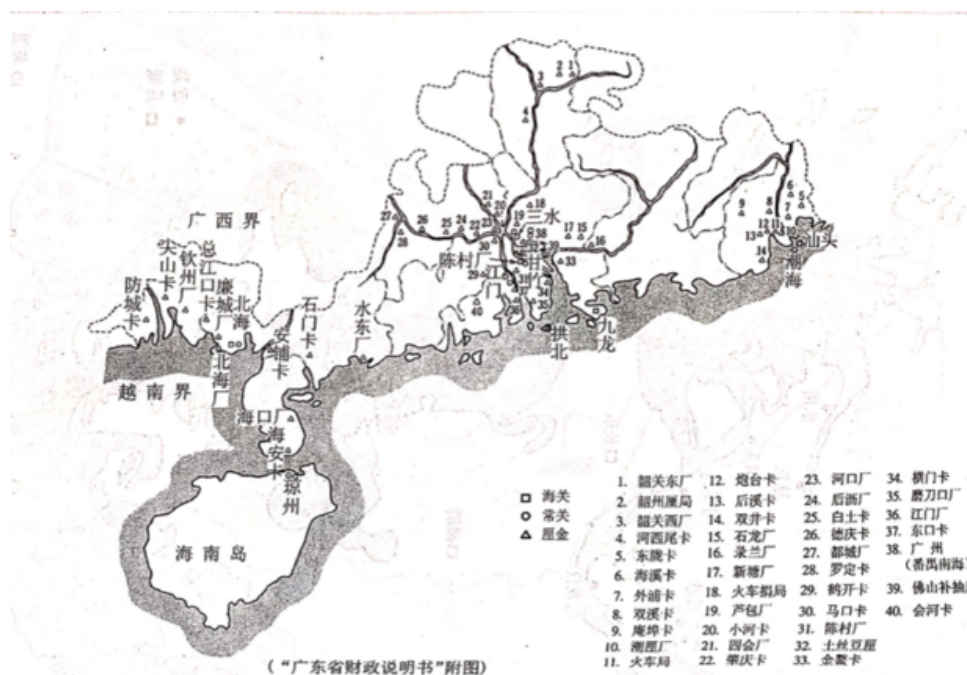 广西界
尖山卡
钦州厂
总江口卡
防城卡
廉城厂
北海
北海厂
越南界
安铺卡
石门卡
水东厂
海口厂
海安卡
琼州
海南岛
三水
陈村厂
江门
甘竹
拱北
九龙
汕头
潮海
海关
常关
厘金
1. 韶关东厂
2. 韶州厘局
3. 韶关西厂
4. 河西尾卡
5. 东陇卡
6. 海溪卡
7. 外浦卡
8. 双溪卡
9. 庵埠卡
10. 潮厘厂
11. 火车局
12. 炮台卡
13. 后溪卡
14. 双井卡
15. 石龙厂
16. 录兰厂
17. 新塘厂
18. 火车捐局
19. 芦包厂
20. 小河卡
21. 四会厂
22. 肇庆卡
23. 河口厂
24. 后沥厂
25. 白土卡
26. 德庆卡
27. 都城厂
28. 罗定卡
29. 鹤开卡
30. 马口卡
31. 陈村厂
32. 土丝豆厘
33. 金鳌卡
34. 横门卡
35. 磨刀口厂
36. 江门厂
37. 东口卡
38. 广州
(番禺南海)
39. 佛山补抽
40. 会河卡
(“广东省财政说明书”附图)